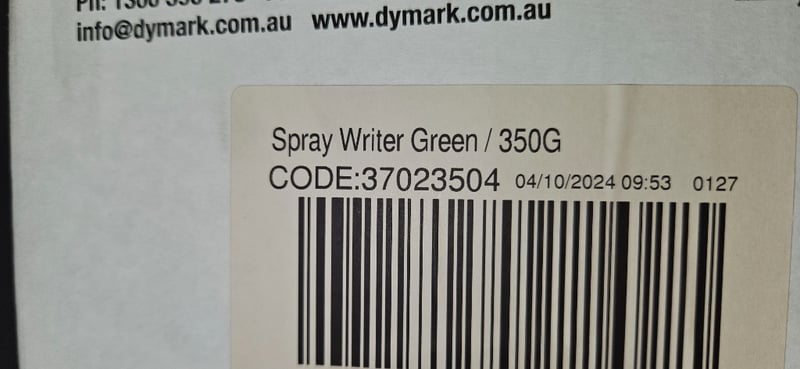 info@dymark.com.au www.dymark.com.au
Spray Writer Green / 350G
CODE:37023504 04/10/2024 09:53 0127